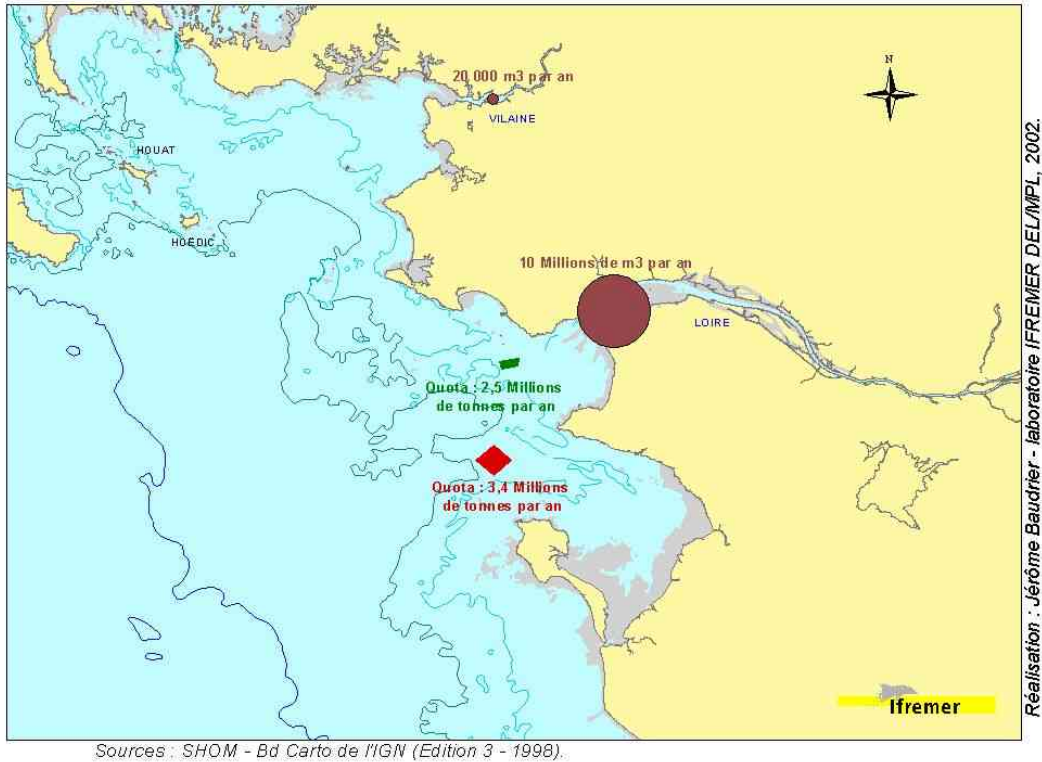 20 000 m3 par an
N
VILAINE
HOUAT
HOEDIC
10 Millions de m3 par an
LOIRE
Quota : 2,5 Millions
de tonnes par an
Quota : 3,4 Millions
de tonnes par an
Ifremer
Réalisation : Jérôme Baudrier - laboratoire IFREMER DEL/MPL, 2002.
Sources : SHOM - Bd Carto de l'IGN (Edition 3 - 1998).